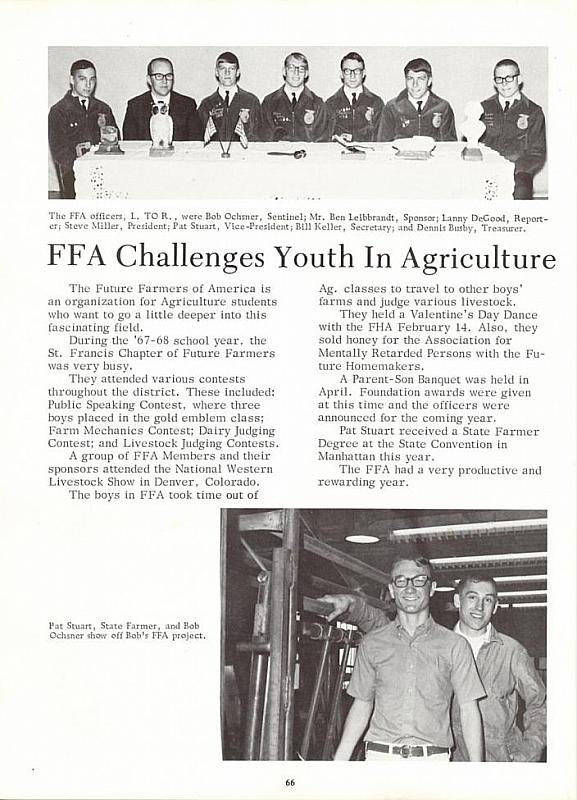 The FFA officers, L. TO R., were Bob Ochsner, Sentinel; Mr. Ben Leibbrandt, Sponsor; Lanny DeGood, Report-
er; Steve Miller, President; Pat Stuart, Vice-President; Bill Keller, Secretary; and Dennis Busby, Treasurer.
FFA Challenges Youth In Agriculture
The Future Farmers of America is
an organization for Agriculture students
who want to go a little deeper into this
fascinating field.
During the '67-68 school year, the
St. Francis Chapter of Future Farmers
was very busy.
They attended various contests
throughout the district. These included:
Public Speaking Contest, where three
boys placed in the gold emblem class;
Farm Mechanics Contest; Dairy Judging
Contest; and Livestock Judging Contests.
A group of FFA Members and their
sponsors attended the National Western
Livestock Show in Denver, Colorado.
The boys in FFA took time out of
Ag. classes to travel to other boys'
farms and judge various livestock.
They held a Valentine's Day Dance
with the FHA February 14. Also, they
sold honey for the Association for
Mentally Retarded Persons with the Fu-
ture Homemakers.
A Parent-Son Banquet was held in
April. Foundation awards were given
at this time and the officers were
announced for the coming year.
Pat Stuart received a State Farmer
Degree at the State Convention in
Manhattan this year.
The FFA had a very productive and
rewarding year.
Pat Stuart, State Farmer, and Bob
Ochsner show off Bob's FFA project.
66